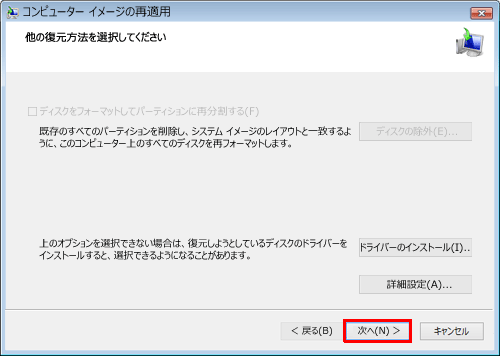 コンピューター イメージの再適用
他の復元方法を選択してください
ディスクをフォーマットしてパーティションに再分割する(F)
既存のすべてのパーティションを削除し、システム イメージのレイアウトと一致するよ
うに、このコンピューター上のすべてのディスクを再フォーマットします。
ディスクの除外(E)...
上のオプションを選択できない場合は、復元しようとしているディスクのドライバーを
インストールすると、選択できるようになることがあります。
ドライバーのインストール(I)...
詳細設定(A)...
< 戻る(B)
次へ(N) >
キャンセル